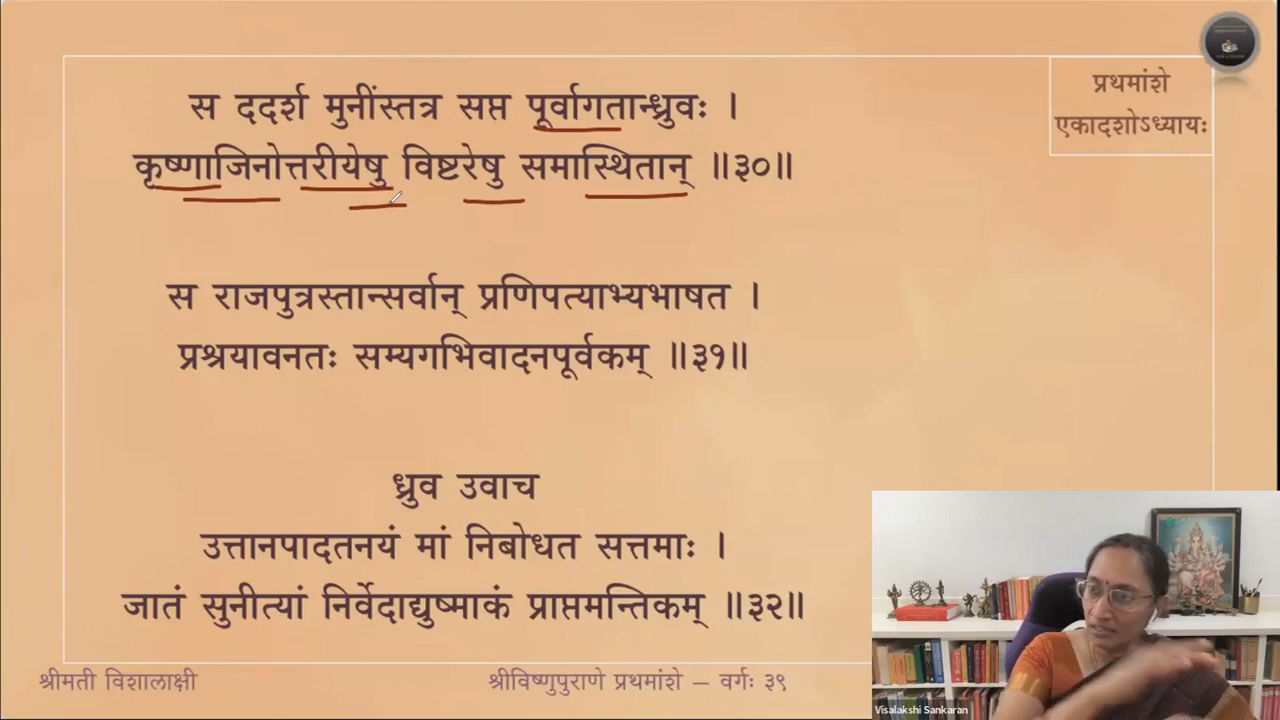 स ददर्श मुनींस्तत्र सप्त पूर्वागतान्ध्रुवः ।
कृष्णाजिनोत्तरीयेषु विष्टरेषु समास्थितान् ॥३०॥
स राजपुत्रस्तान्सर्वान् प्रणिपत्याभ्यभाषत ।
प्रश्रयावनतः सम्यगभिवादनपूर्वकम् ॥३१॥
ध्रुव उवाच
उत्तानपादतनयं मां निबोधत सत्तमाः ।
जातं सुनीत्यां निर्वेदाद्युष्माकं प्राप्तमन्तिकम् ॥३२॥
प्रथमांशे
एकादशोऽध्यायः
श्रीमती विशालाक्षी
श्रीविष्णुपुराणे प्रथमांशे – वर्गः ३९
Visalakshi Sankaran